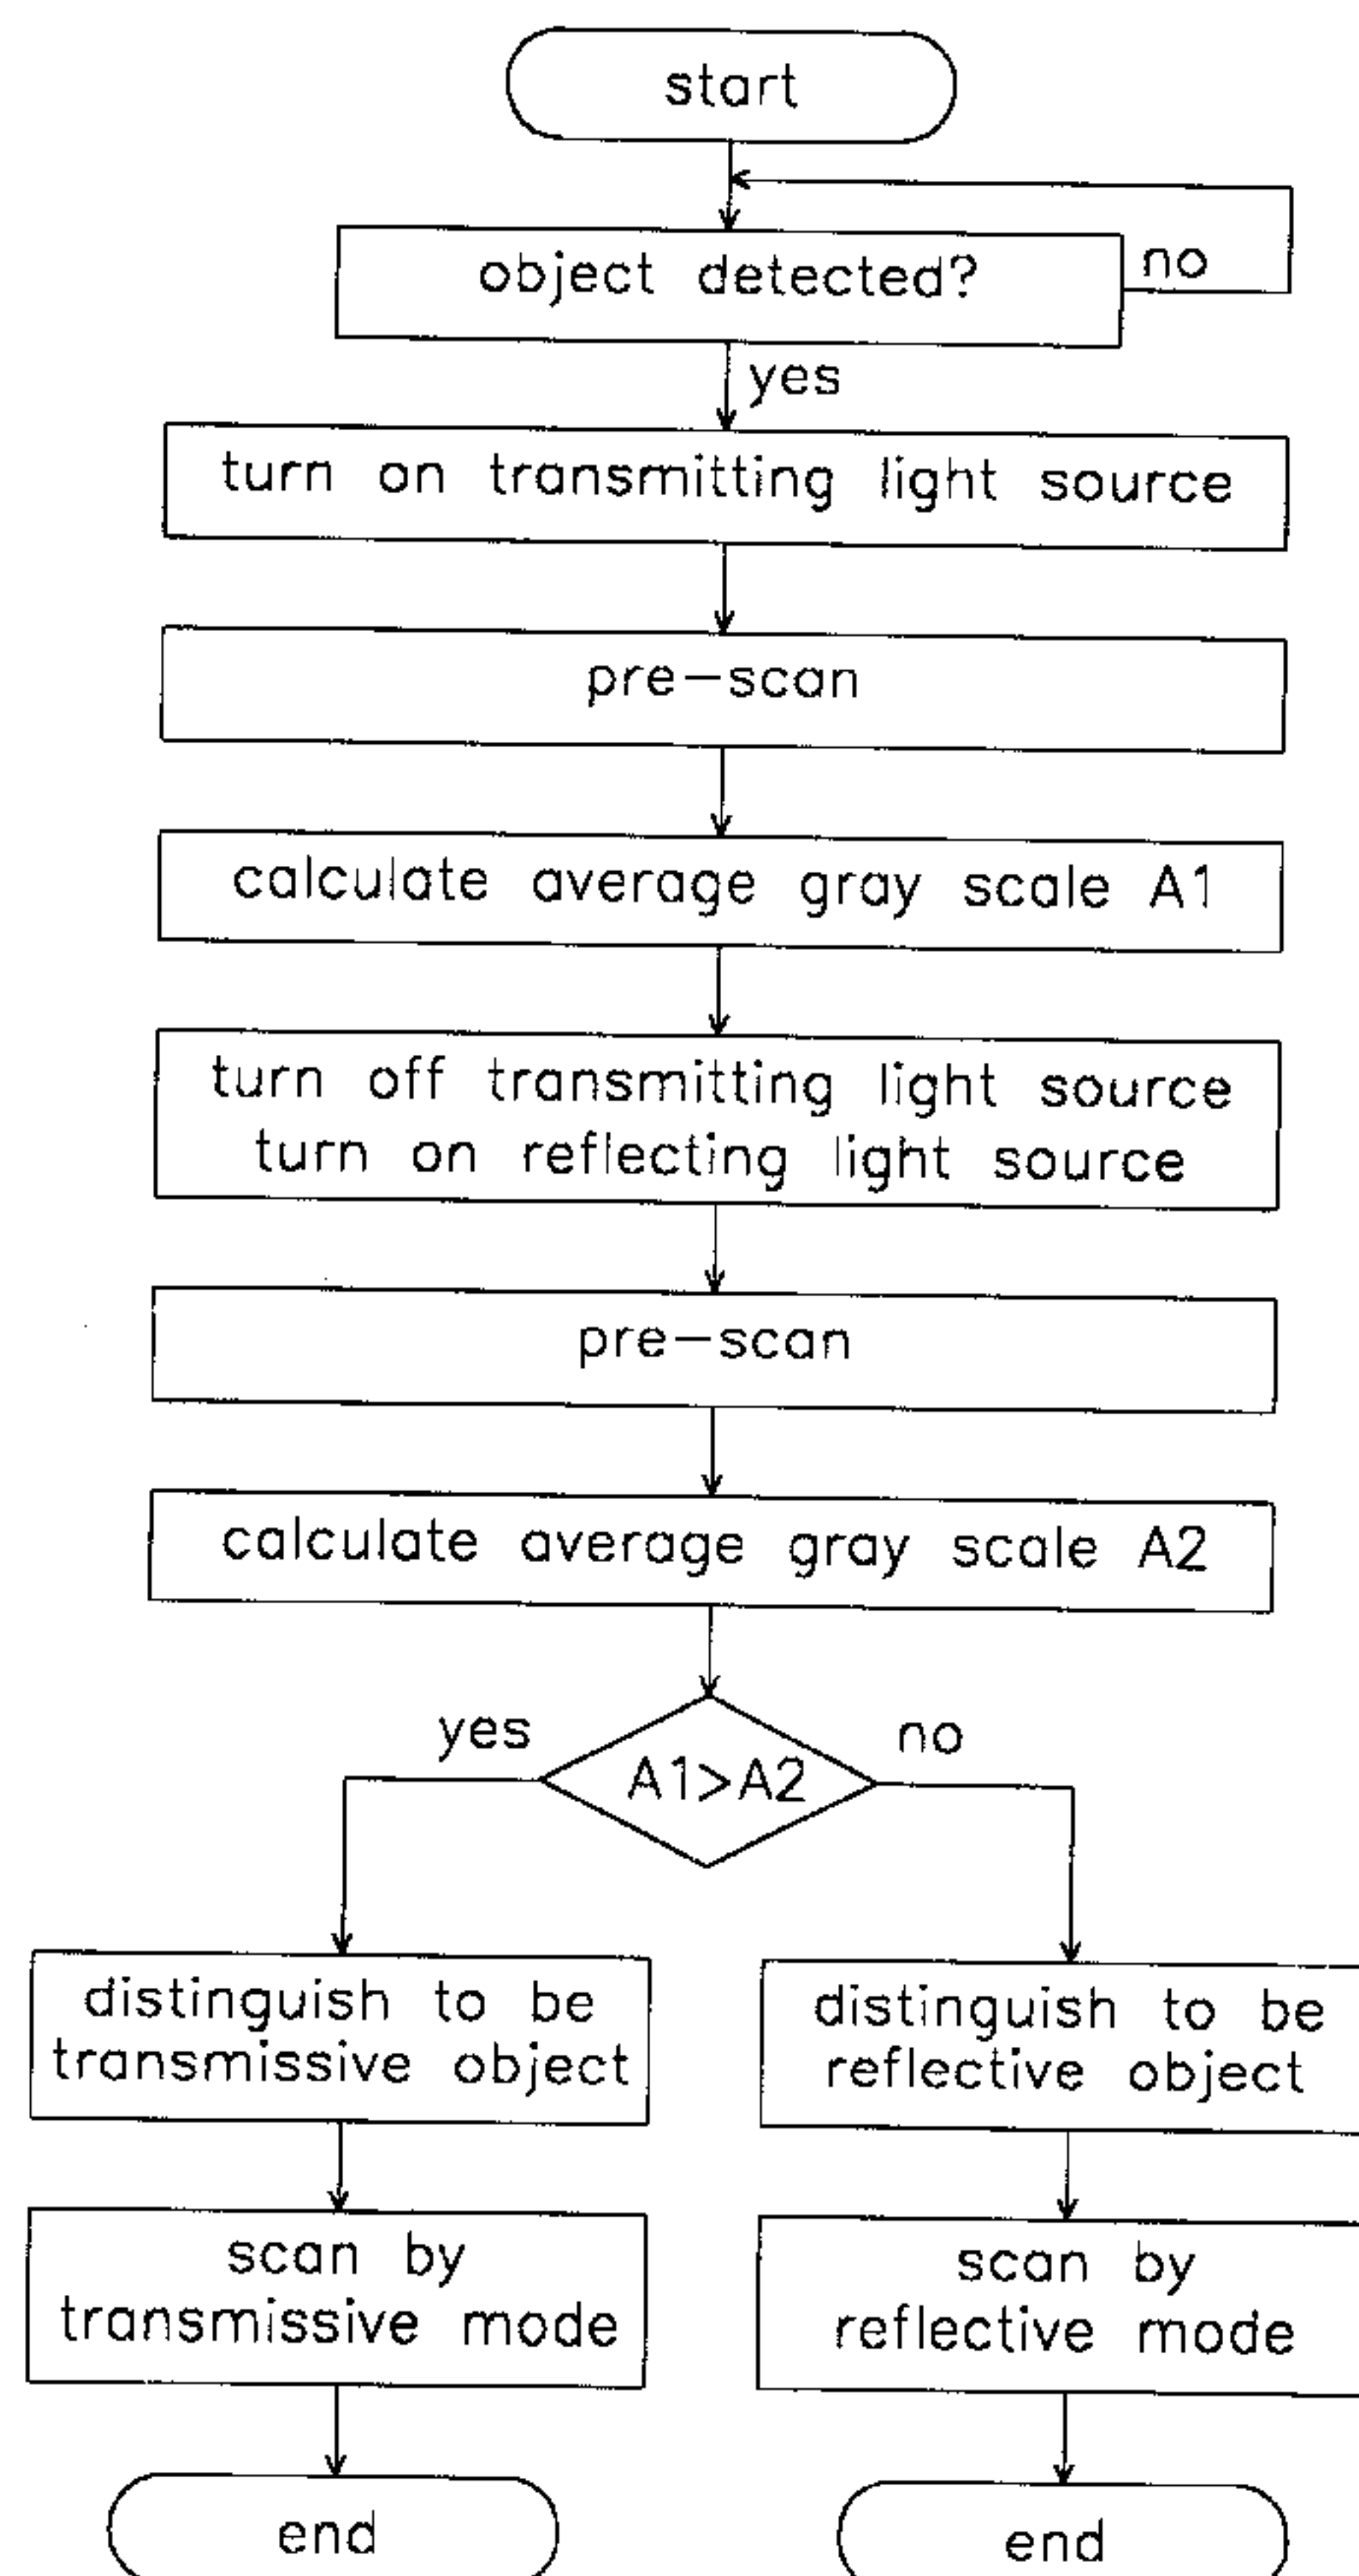 start
object detected?
no
yes
turn on transmitting light source
pre-scan
calculate average gray scale A1
turn off transmitting light source
turn on reflecting light source
pre-scan
calculate average gray scale A2
yes
no
A1>A2
distinguish to be
transmissive object
scan by
transmissive mode
end
distinguish to be
reflective object
scan by
reflective mode
end